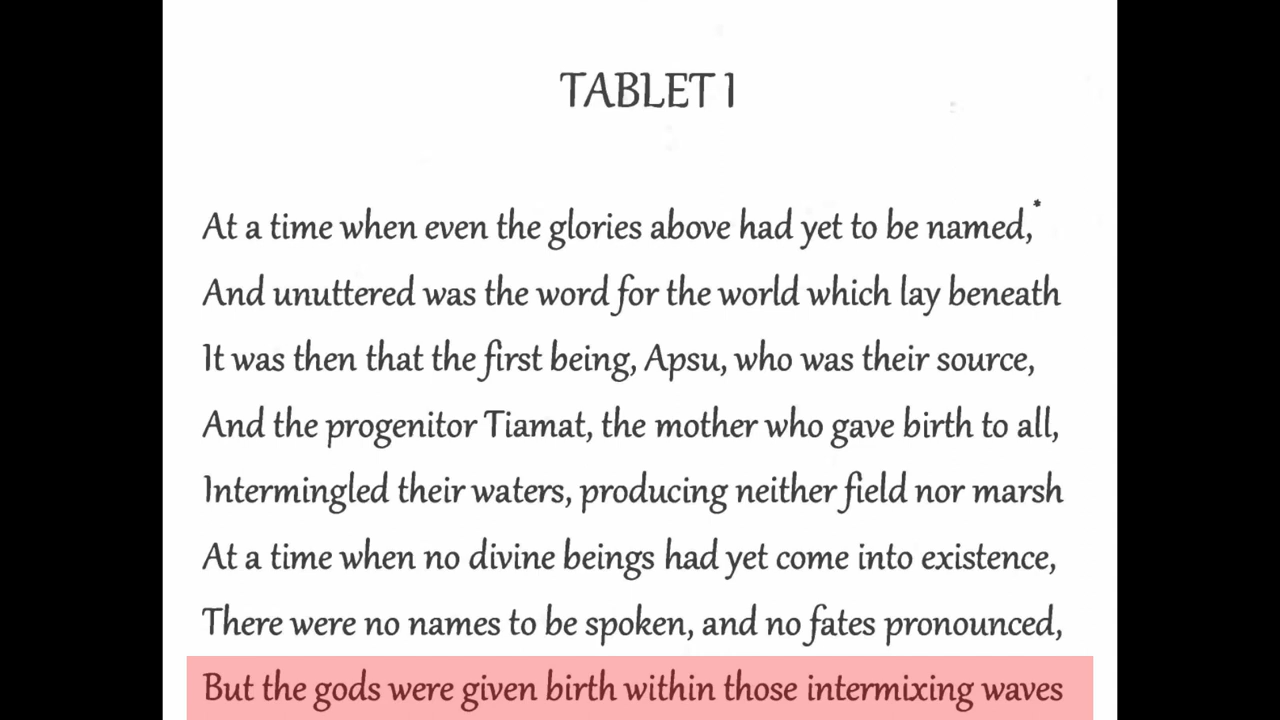 TABLET I
At a time when even the glories above had yet to be named,*
And unuttered was the word for the world which lay beneath
It was then that the first being, Apsu, who was their source,
And the progenitor Tiamat, the mother who gave birth to all,
Intermingled their waters, producing neither field nor marsh
At a time when no divine beings had yet come into existence,
There were no names to be spoken, and no fates pronounced,
But the gods were given birth within those intermixing waves